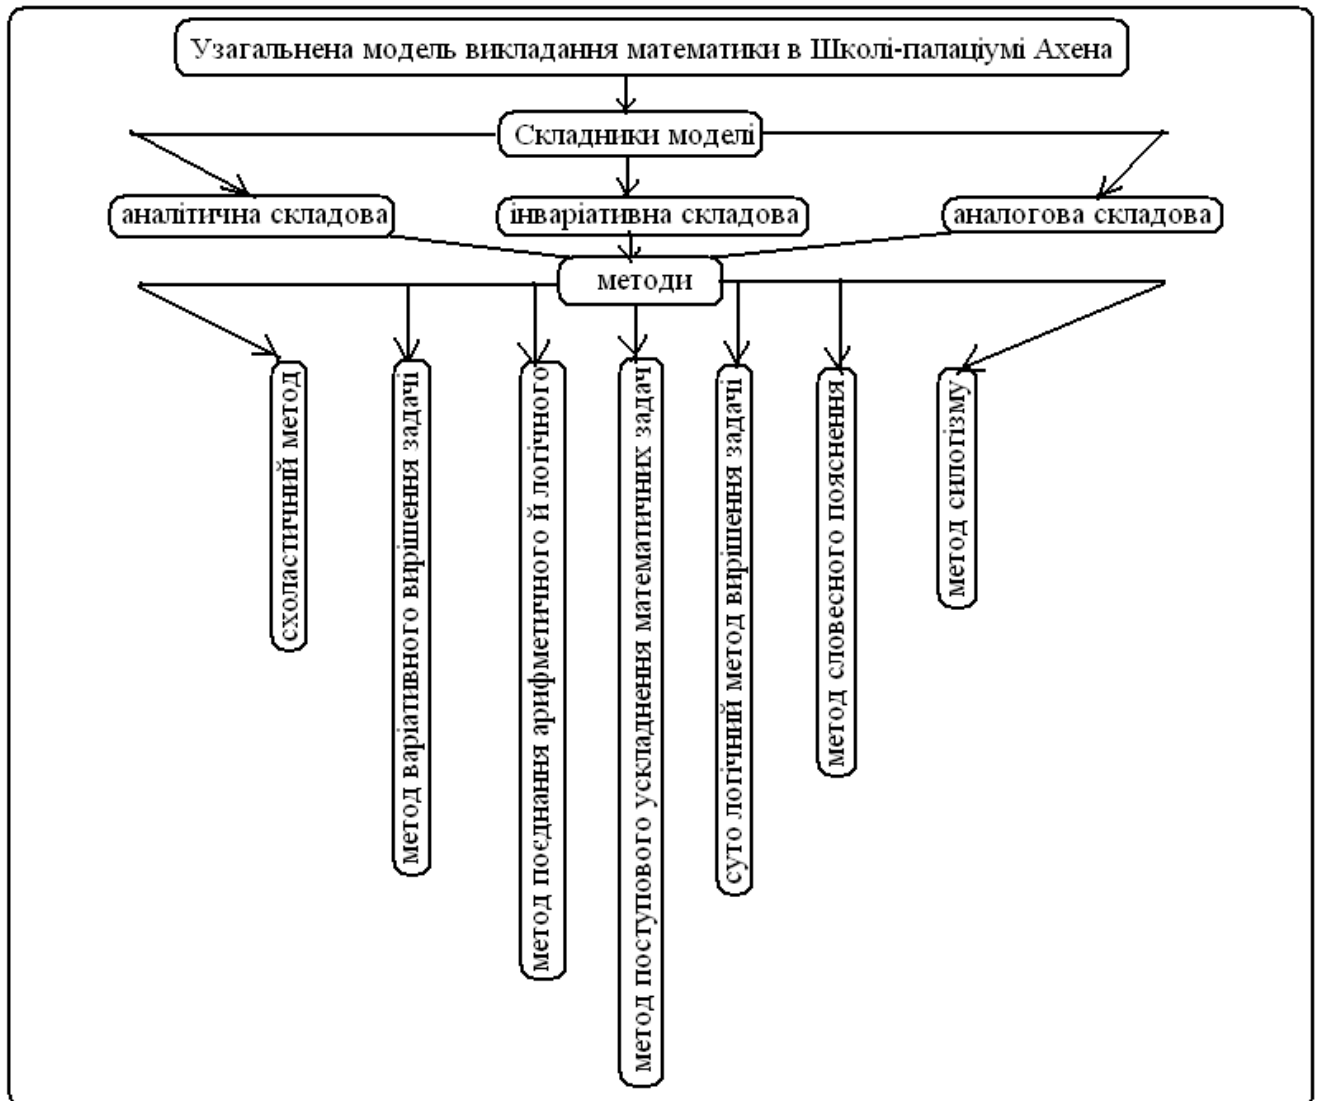 Узагальнена модель викладання математики в Школі-палаціумі Ахена
Складники моделі
аналітична складова
інваріативна складова
аналогова складова
методи
схоластичний метод
метод варіативного вирішення задачі
метод поєднання арифметичного й логічного
метод поступового ускладнення математичних задач
суто логічний метод вирішення задачі
метод словесного пояснення
метод силогізму